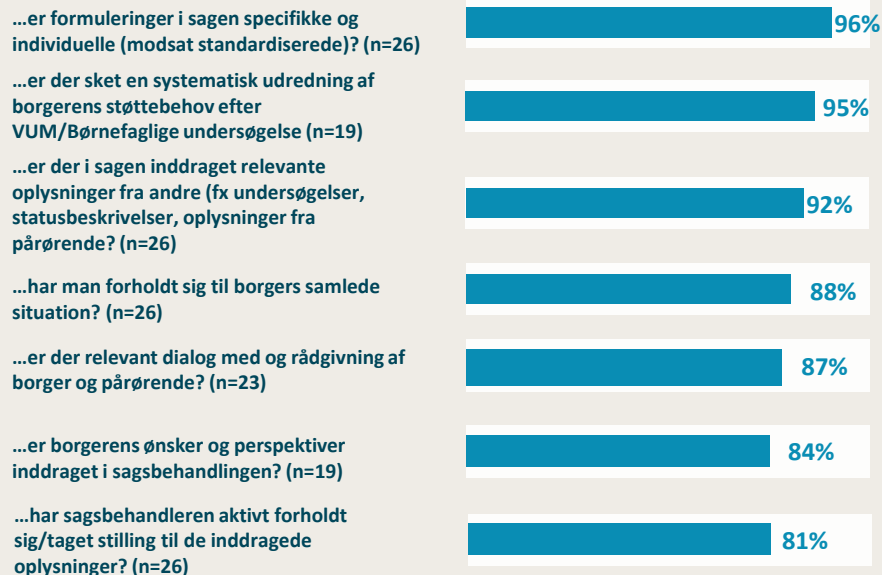 …er formuleringer i sagen specifikke og
individuelle (modsat standardiserede)? (n=26)
96%
…er der sket en systematisk udredning af
borgerens støttebehov efter
VUM/Børnefaglige undersøgelse (n=19)
95%
…er der i sagen inddraget relevante
oplysninger fra andre (fx undersøgelser,
statusbeskrivelser, oplysninger fra
pårørende? (n=26)
92%
…har man forholdt sig til borgers samlede
situation? (n=26)
88%
…er der relevant dialog med og rådgivning af
borger og pårørende? (n=23)
87%
…er borgerens ønsker og perspektiver
inddraget i sagsbehandlingen? (n=19)
84%
…har sagsbehandleren aktivt forholdt
sig/taget stilling til de inddragede
oplysninger? (n=26)
81%